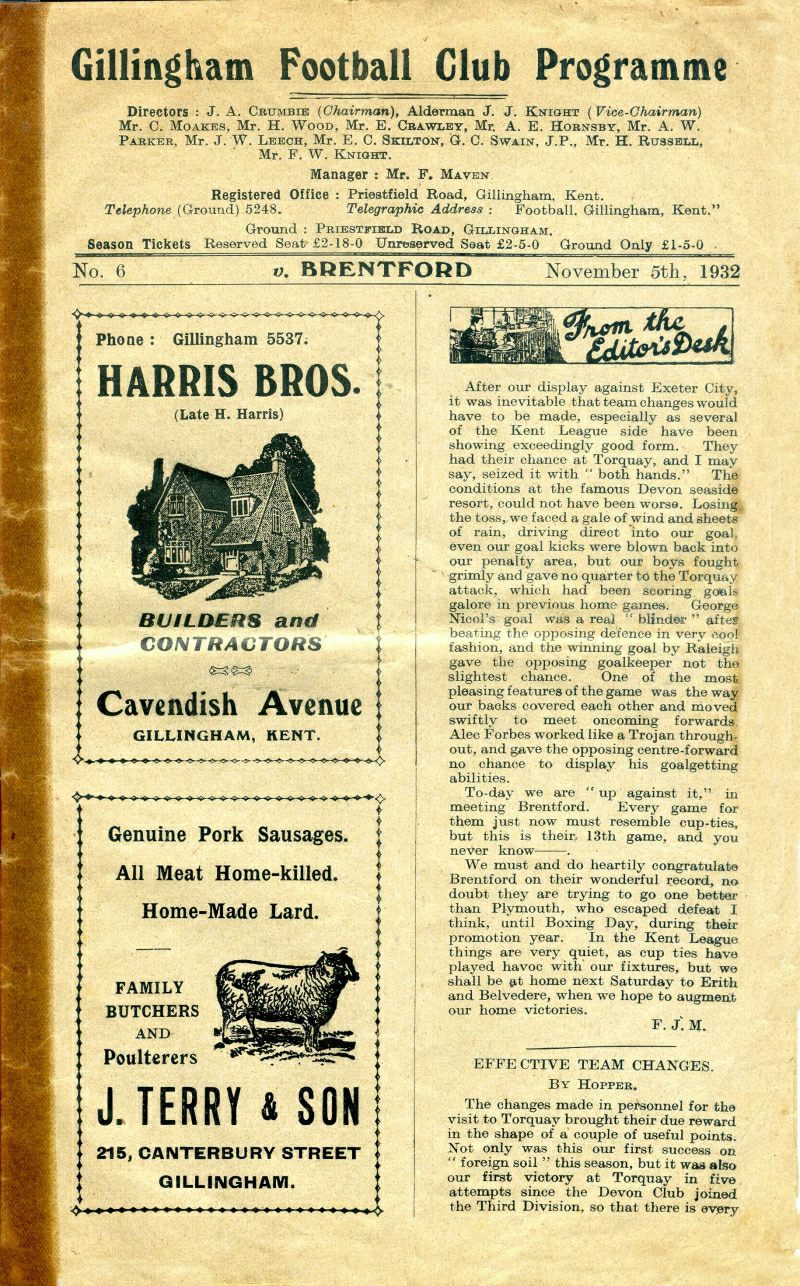 Gillingham Football Club Programme
Directors : J. A. CRUMBIE (Chairman), Alderman J. J. KNIGHT (Vice-Chairman)
Mr. C. MOAKES, Mr. H. WOOD, Mr. E. CRAWLEY, Mr. A. E. HORNSBY, Mr. A. W.
PARKER, Mr. J. W. LEECH, Mr. E. C. SKILTON, G. C. SWAIN, J.P., Mr. H. RUSSELL,
Mr. F. W. KNIGHT.
Manager : Mr. F. MAVEN
Registered Office : Priestfield Road, Gillingham, Kent.
Telephone (Ground) 5248. Telegraphic Address : Football, Gillingham, Kent."
Ground : PRIESTFIELD ROAD, GILLINGHAM.
Season Tickets Reserved Seat £2-18-0 Unreserved Seat £2-5-0 Ground Only £1-5-0
No. 6 v. BRENTFORD November 5th, 1932
Phone : Gillingham 5537.
HARRIS BROS.
(Late H. Harris)
BUILDERS and
CONTRACTORS
Cavendish Avenue
GILLINGHAM, KENT.
Genuine Pork Sausages.
All Meat Home-killed.
Home-Made Lard.
FAMILY
BUTCHERS
AND
Poulterers
J. TERRY & SON
215, CANTERBURY STREET
GILLINGHAM.
From the
Editor's Desk
After our display against Exeter City,
it was inevitable that team changes would
have to be made, especially as several
of the Kent League side have been
showing exceedingly good form. They
had their chance at Torquay, and I may
say, seized it with " both hands." The
conditions at the famous Devon seaside
resort, could not have been worse. Losing
the toss, we faced a gale of wind and sheets
of rain, driving direct into our goal,
even our goal kicks were blown back into
our penalty area, but our boys fought
grimly and gave no quarter to the Torquay
attack, which had been scoring goals
galore in previous home games. George
Nicol's goal was a real " blinder " after
beating the opposing defence in very cool
fashion, and the winning goal by Raleigh
gave the opposing goalkeeper not the
slightest chance. One of the most
pleasing features of the game was the way
our backs covered each other and moved
swiftly to meet oncoming forwards.
Alec Forbes worked like a Trojan through-
out, and gave the opposing centre-forward
no chance to display his goalgetting
abilities.
To-day we are " up against it," in
meeting Brentford. Every game for
them just now must resemble cup-ties,
but this is their 13th game, and you
never know——.
We must and do heartily congratulate
Brentford on their wonderful record, no
doubt they are trying to go one better
than Plymouth, who escaped defeat I
think, until Boxing Day, during their
promotion year. In the Kent League
things are very quiet, as cup ties have
played havoc with our fixtures, but we
shall be at home next Saturday to Erith
and Belvedere, when we hope to augment
our home victories.
F. J. M.
EFFECTIVE TEAM CHANGES.
BY HOPPER.
The changes made in personnel for the
visit to Torquay brought their due reward
in the shape of a couple of useful points.
Not only was this our first success on
" foreign soil " this season, but it was also
our first victory at Torquay in five
attempts since the Devon Club joined
the Third Division, so that there is every